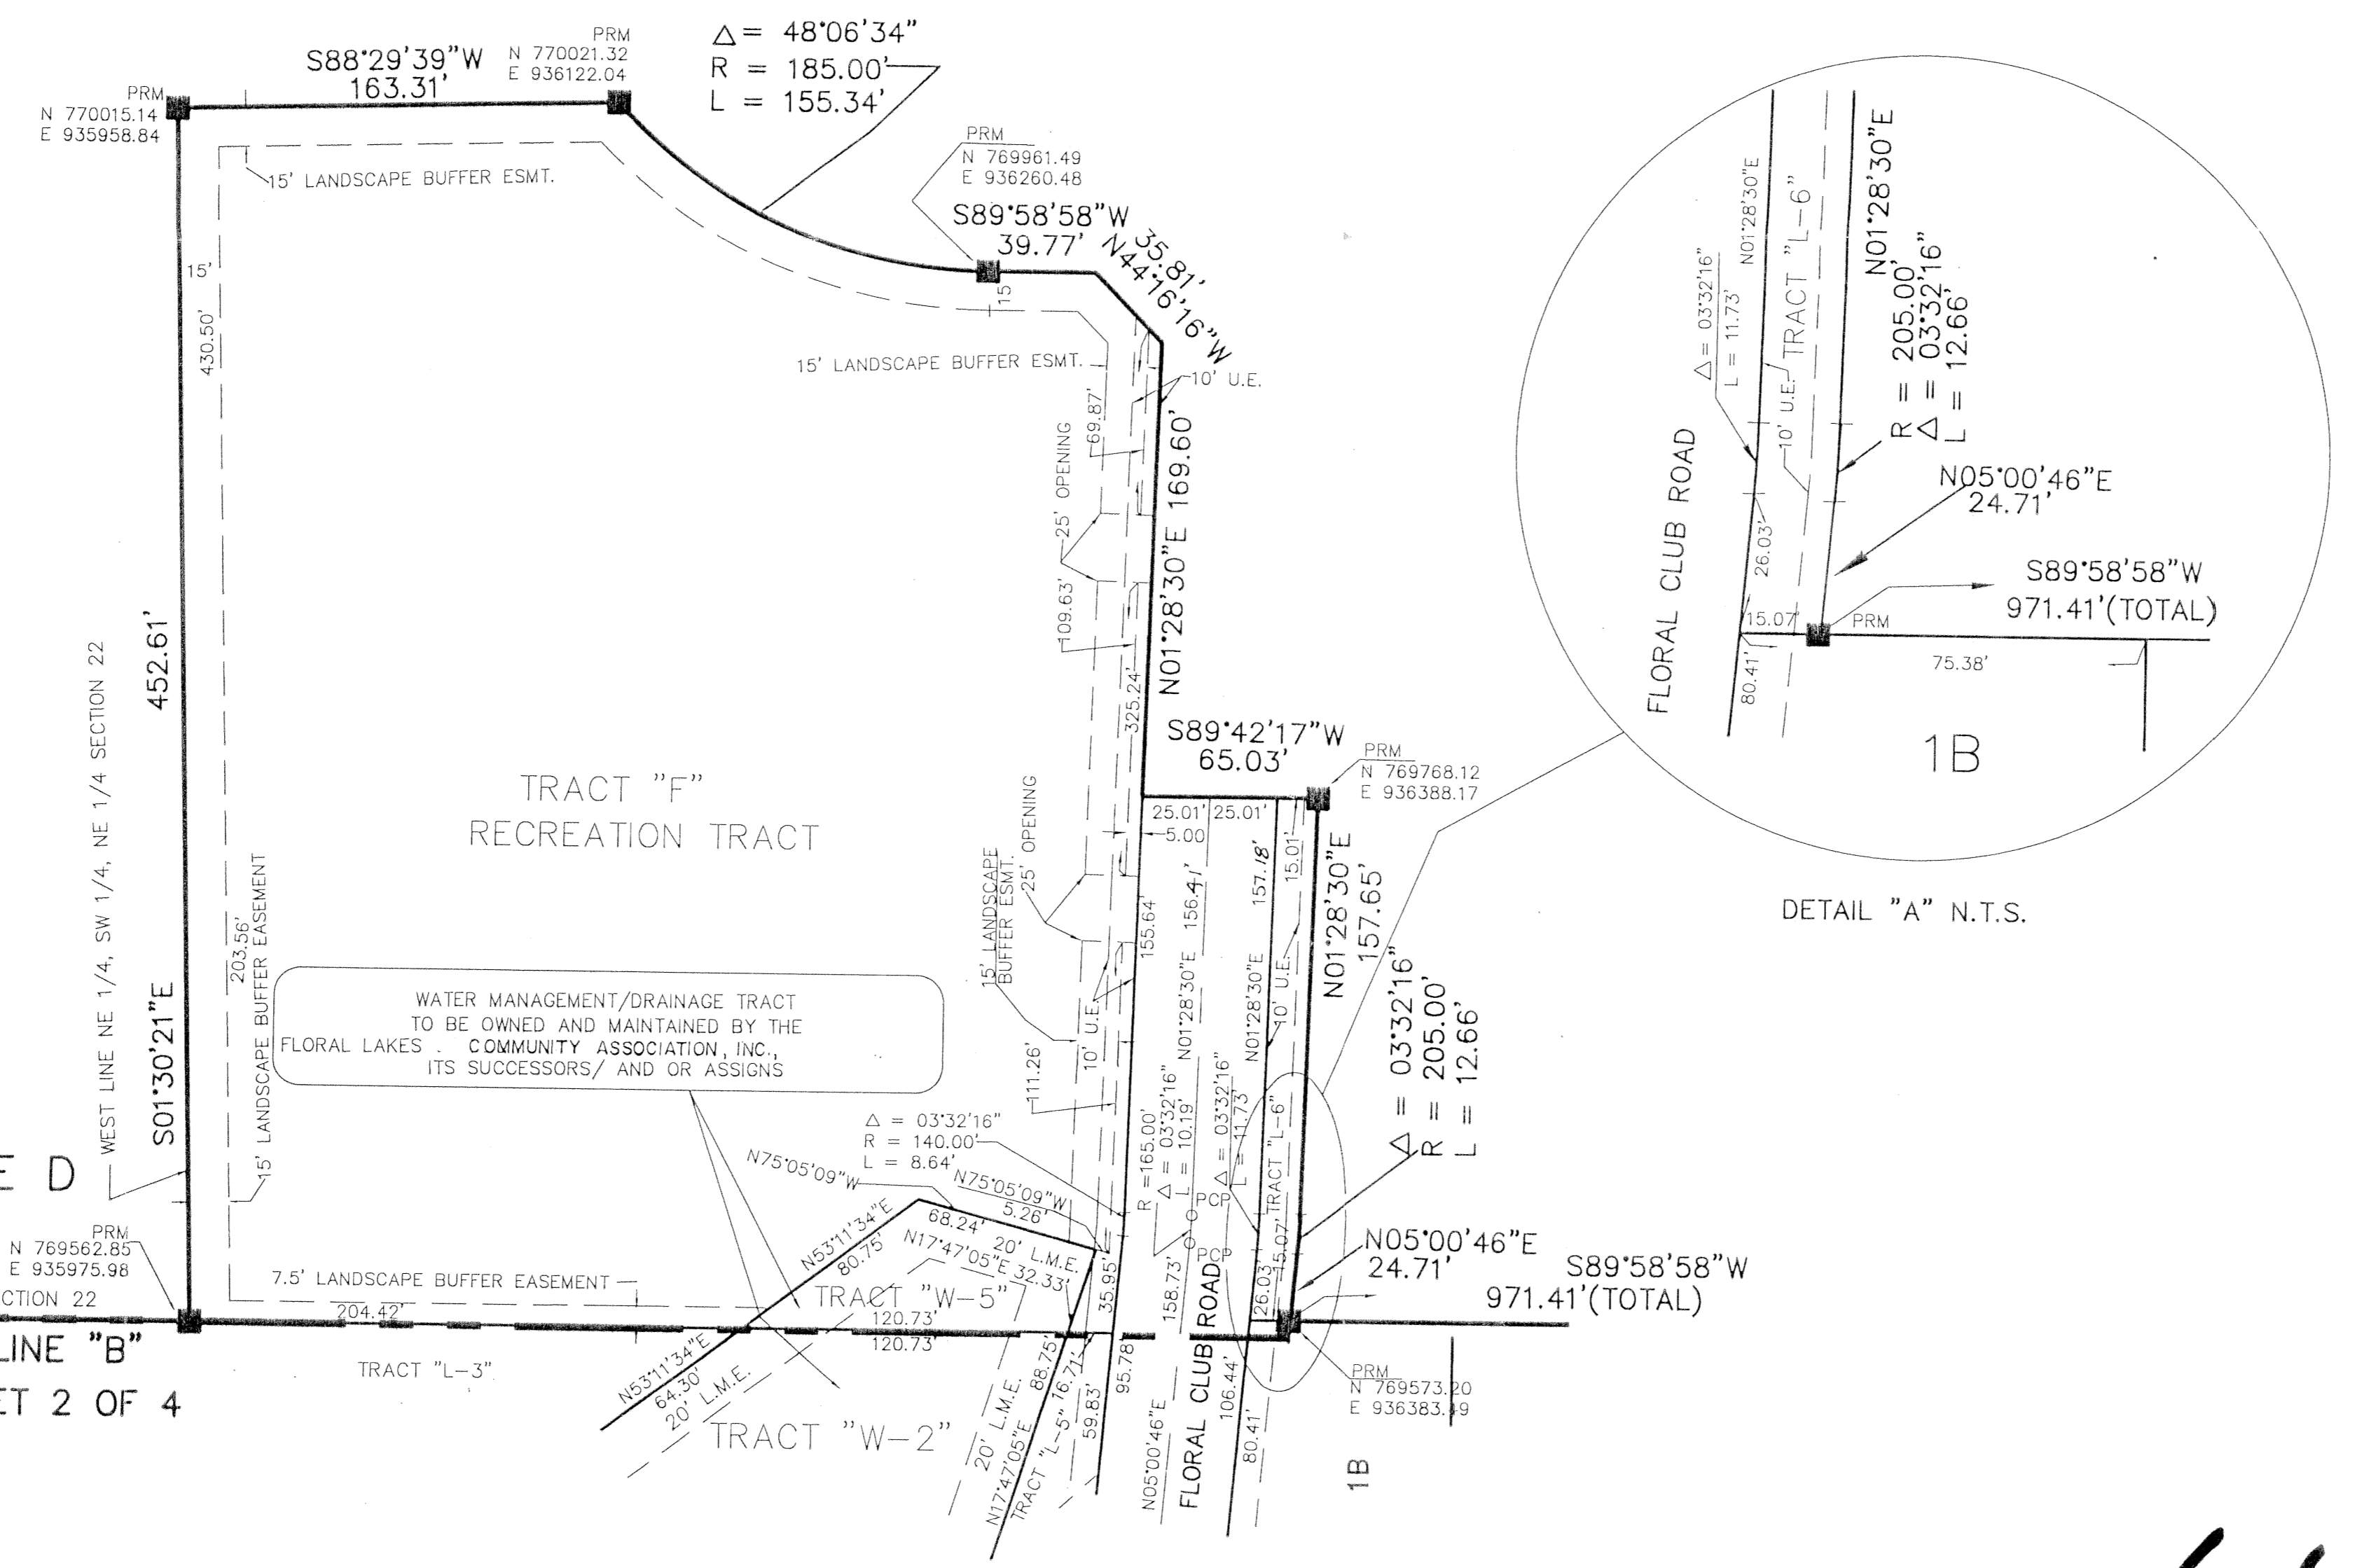 S88°29'39"W
163.31'
PRM
N 770021.32
E 936122.04
Δ = 48°06'34"
R = 185.00'
L = 155.34'
PRM
N 770015.14
E 935958.84
15' LANDSCAPE BUFFER ESMT.
PRM
N 769961.49
E 936260.48
S89°58'58"W
39.77'
35.81'
N44°16'16"W
15'
430.50'
15
15' LANDSCAPE BUFFER ESMT.
10' U.E.
69.87'
25' OPENING
109.63'
N01°28'30"E 169.60'
325.24'
452.61'
S01°30'21"E
WEST LINE NE 1/4, SW 1/4, NE 1/4 SECTION 22
203.56'
15' LANDSCAPE BUFFER EASEMENT
TRACT "F"
RECREATION TRACT
S89°42'17"W
65.03'
PRM
N 769768.12
E 936388.17
25.01'
25.01'
5.00
15.01'
25' OPENING
15' LANDSCAPE
BUFFER ESMT.
155.64'
156.41'
N01°28'30"E
157.18'
N01°28'30"E
10' U.E.
N01°28'30"E
157.65'
10' U.E.
111.26'
WATER MANAGEMENT/DRAINAGE TRACT
TO BE OWNED AND MAINTAINED BY THE
FLORAL LAKES . COMMUNITY ASSOCIATION, INC.,
ITS SUCCESSORS/ AND OR ASSIGNS
Δ = 03°32'16"
R = 140.00'
L = 8.64'
R = 165.00'
Δ = 03°32'16"
L = 10.19'
Δ = 03°32'16"
L = 11.73'
TRACT "L-6"
Δ = 03°32'16"
R = 205.00'
L = 12.66'
PCP
PCP
N75°05'09"W
68.24'
N75°05'09"W
5.26'
N53°11'34"E
80.75'
20' L.M.E.
N17°47'05"E 32.33'
TRACT "W-5"
120.73'
120.73'
35.95'
158.73'
26.03'
15.07'
N05°00'46"E
24.71'
S89°58'58"W
971.41'(TOTAL)
E D
PRM
N 769562.85
E 935975.98
CTION 22
LINE "B"
ET 2 OF 4
7.5' LANDSCAPE BUFFER EASEMENT
204.42'
TRACT "L-3"
N53°11'34"E
64.30'
20' L.M.E.
TRACT "W-2"
20' L.M.E.
88.75'
N17°47'05"E
16.71'
TRACT "L-5"
59.83'
95.78'
N05°00'46"E
FLORAL CLUB ROAD
106.44'
80.41'
1B
PRM
N 769573.20
E 936383.49
N01°28'30"E
TRACT "L-6"
N01°28'30"E
Δ = 03°32'16"
L = 11.73'
R = 205.00'
Δ = 03°32'16"
L = 12.66'
10' U.E.
FLORAL CLUB ROAD
N05°00'46"E
24.71'
26.03'
S89°58'58"W
971.41'(TOTAL)
15.07'
PRM
75.38'
80.41'
1B
DETAIL "A" N.T.S.